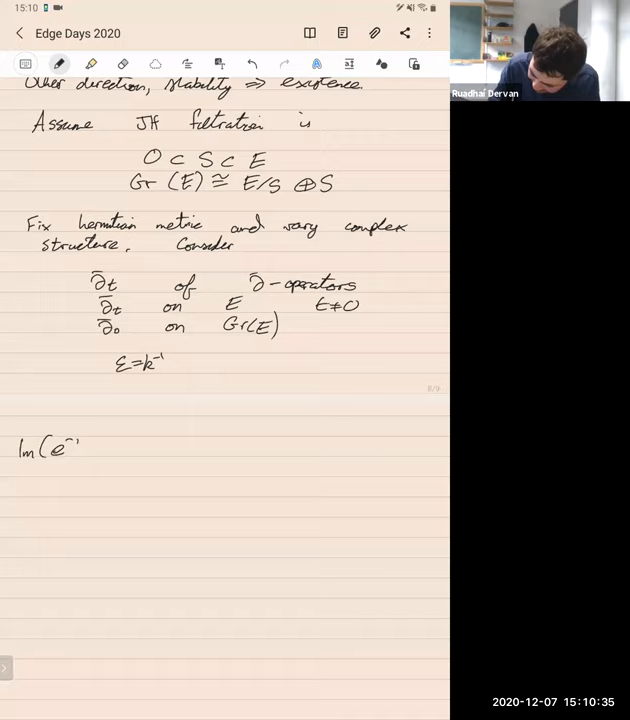 15:10
Edge Days 2020
Other direction, stability ⇒ existence.
Assume JH filtration is
O ⊂ S ⊂ E
Gr (E) ≅ E/S ⊕ S
Fix hermitian metric and vary complex
structure. Consider
∂̄t of ∂̄-operators
∂̄t on E t≠0
∂̄0 on Gr(E)
ε=k⁻¹
8/9
Im(e⁻ⁱ
Ruadhaí Dervan
2020-12-07 15:10:35